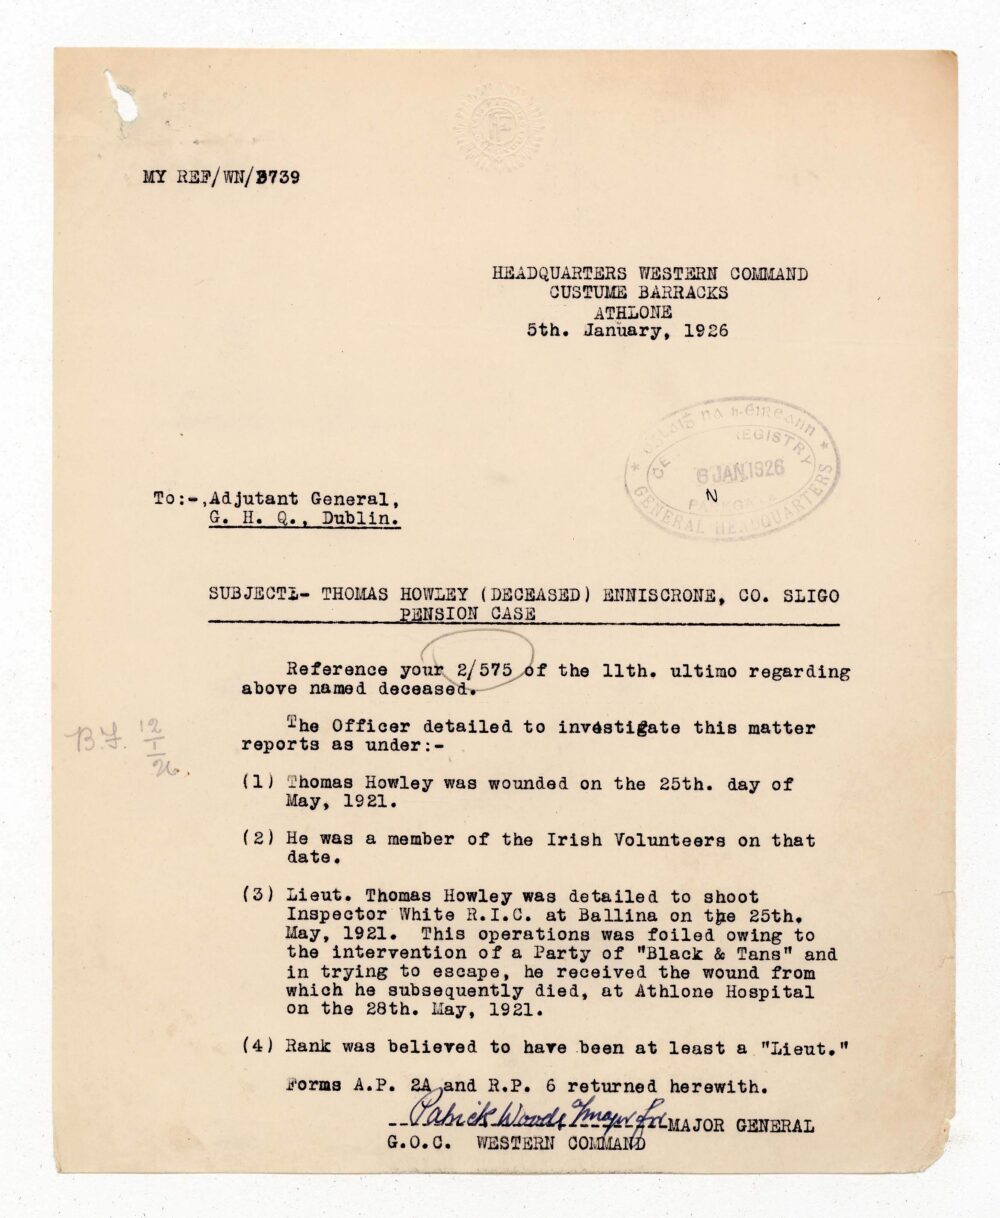 MY REF/WN/B739
HEADQUARTERS WESTERN COMMAND
CUSTUME BARRACKS
ATHLONE
5th. January, 1926
na h-Éireann
REGISTRY
6 JAN 1926
GENERAL HEADQUARTERS
N
To:-,Adjutant General,
G. H. Q., Dublin.
SUBJECT:- THOMAS HOWLEY (DECEASED) ENNISCRONE, CO. SLIGO
PENSION CASE
Reference your 2/575 of the 11th. ultimo regarding
above named deceased.
The Officer detailed to investigate this matter
reports as under:-
B.F. 12/1/26.
(1) Thomas Howley was wounded on the 25th. day of
May, 1921.
(2) He was a member of the Irish Volunteers on that
date.
(3) Lieut. Thomas Howley was detailed to shoot
Inspector White R.I.C. at Ballina on the 25th.
May, 1921. This operations was foiled owing to
the intervention of a Party of "Black & Tans" and
in trying to escape, he received the wound from
which he subsequently died, at Athlone Hospital
on the 28th. May, 1921.
(4) Rank was believed to have been at least a "Lieut."
Forms A.P. 2A and R.P. 6 returned herewith.
Patrick Woods Major for MAJOR GENERAL
G.O.C. WESTERN COMMAND